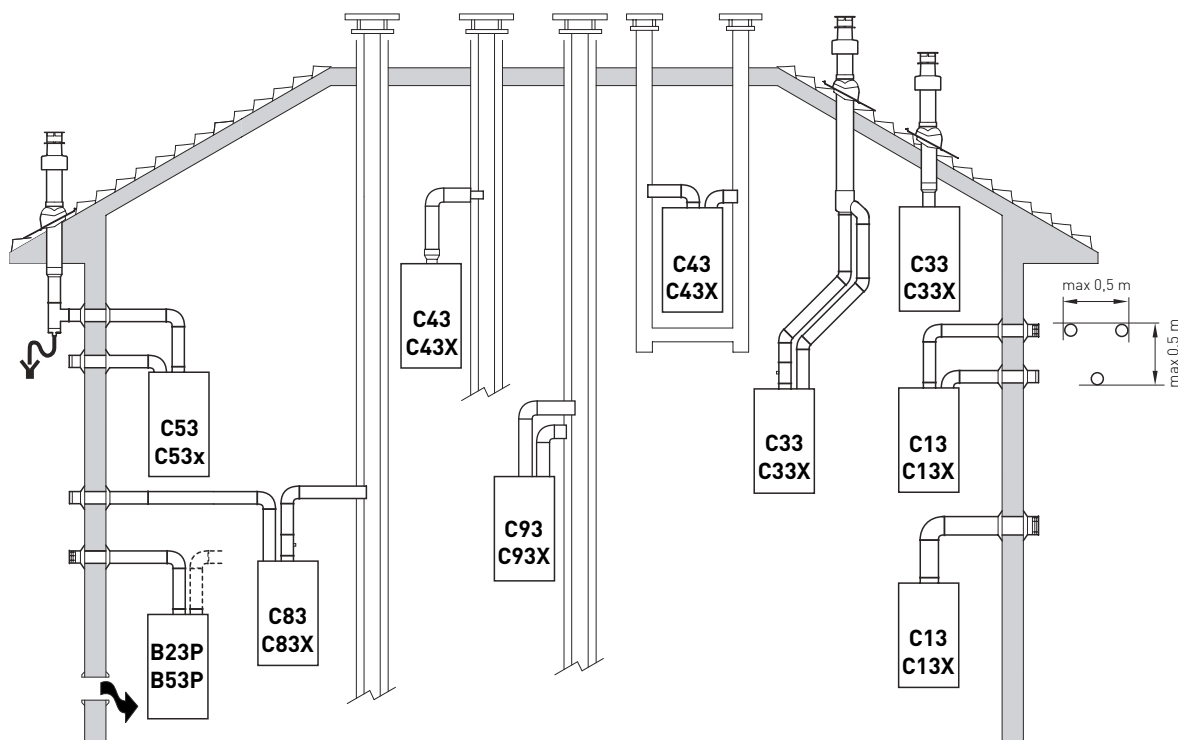 C43
C43X
C43
C43X
C33
C33X
max 0,5 m
max 0,5 m
C53
C53x
C33
C33X
C13
C13X
C93
C93X
C83
C83X
B23P
B53P
C13
C13X